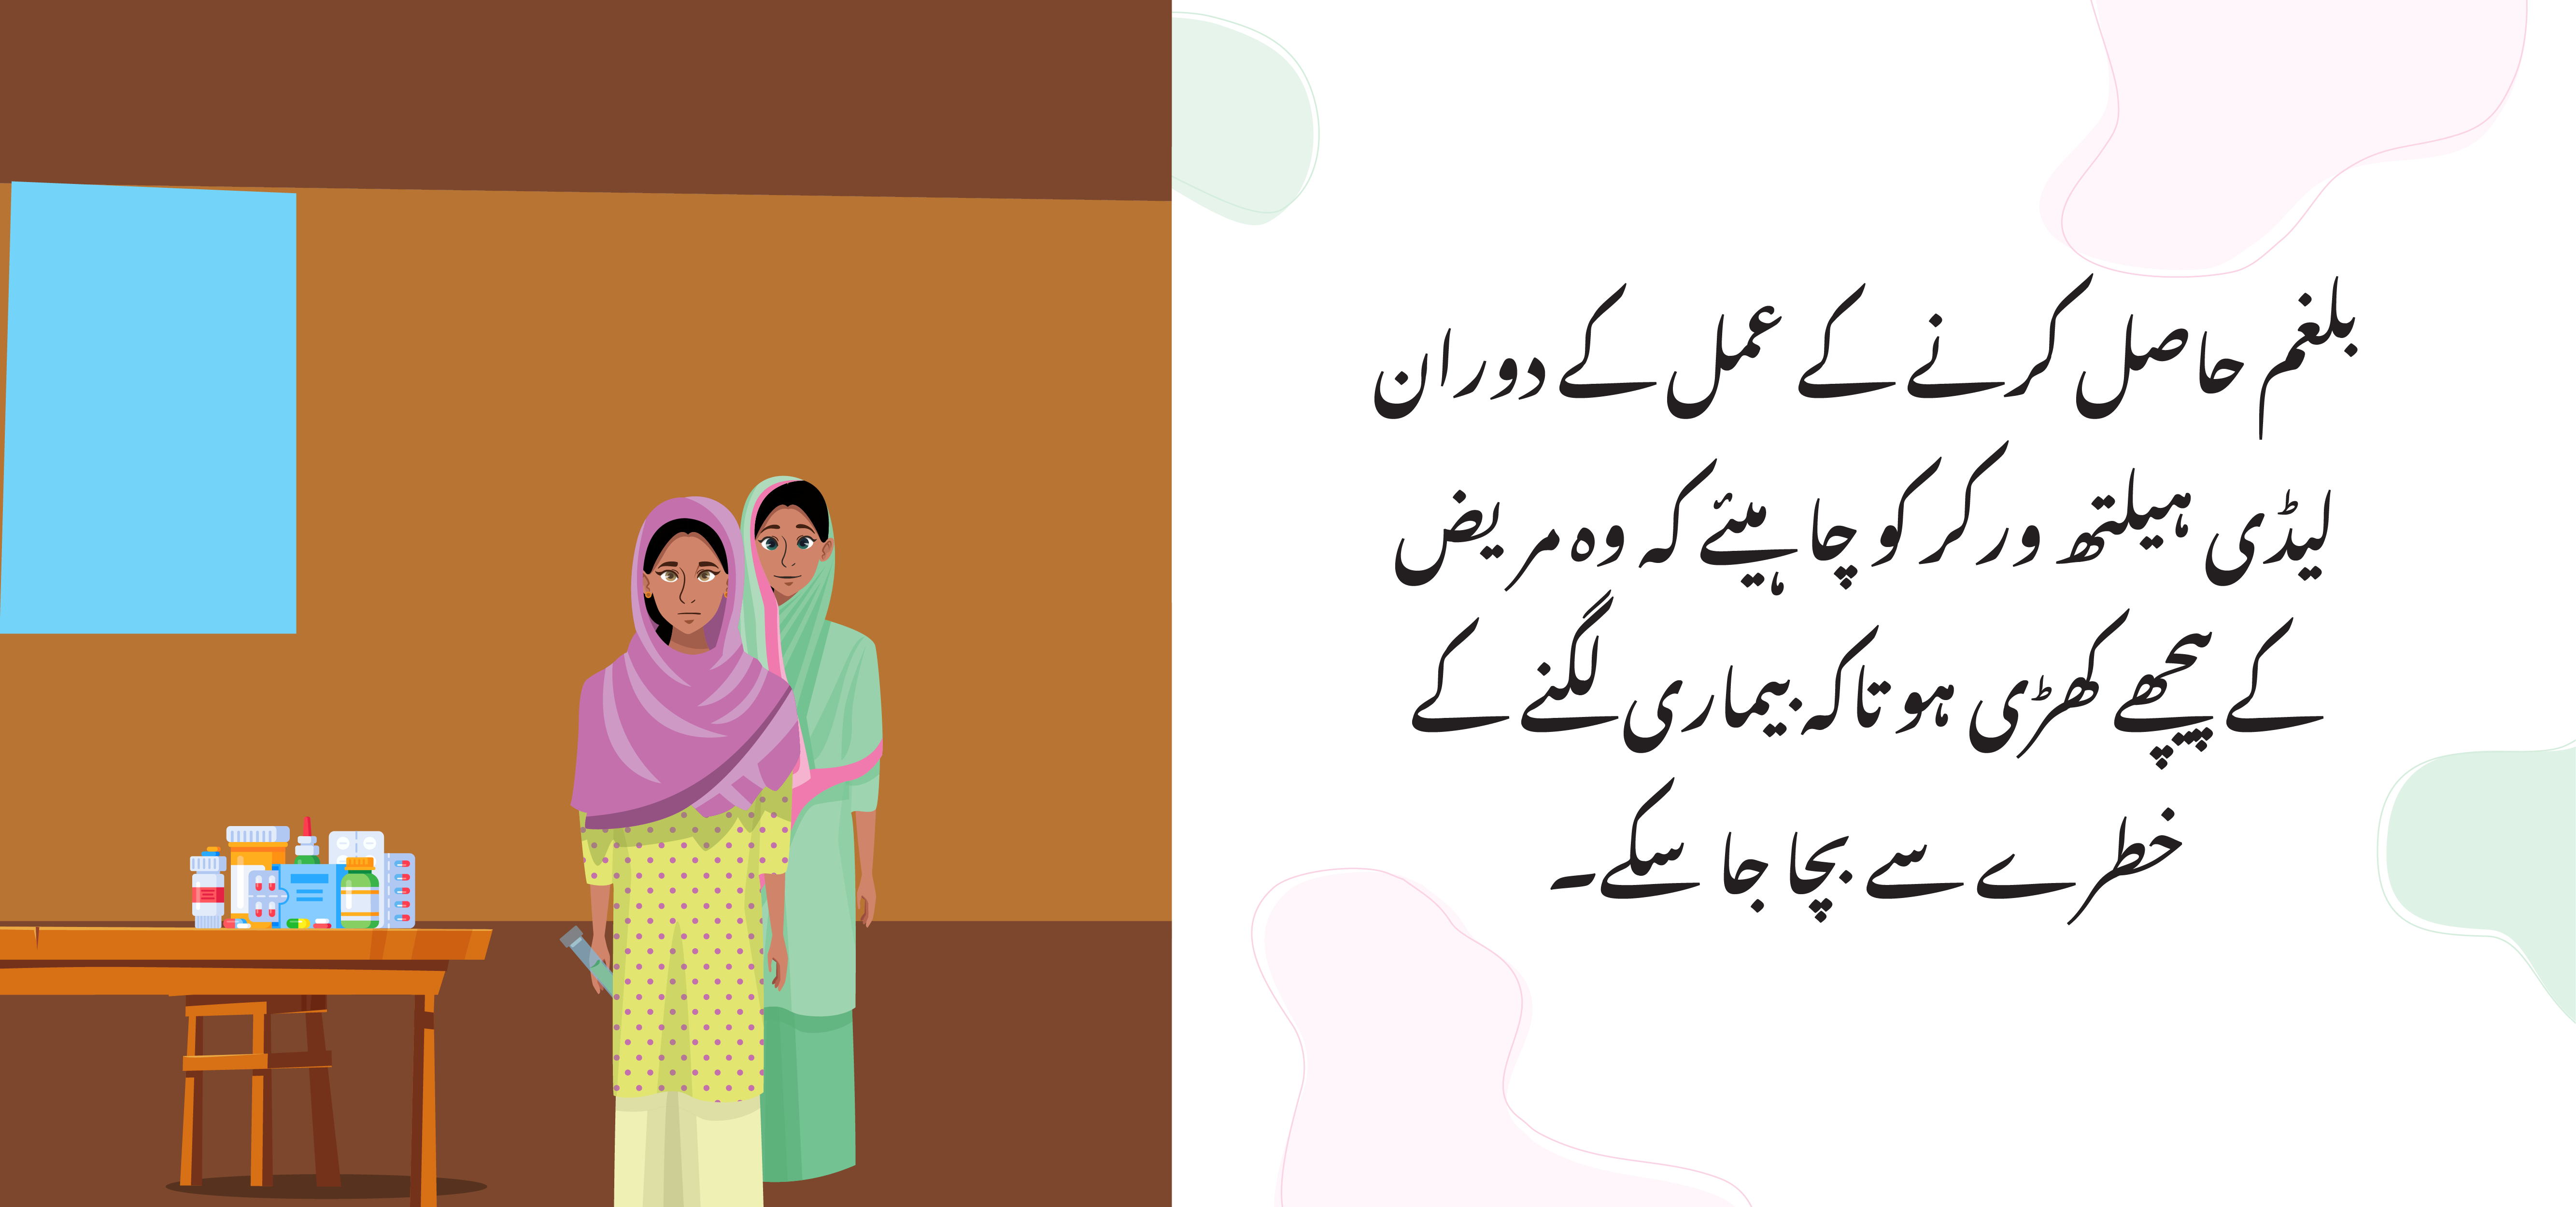 بلغم حاصل کرنے کے عمل کے دوران
لیڈی ہیلتھ ورکر کو چاہیئے کہ وہ مریض
کے پیچھے کھڑی ہو تاکہ بیماری لگنے کے
خطرے سے بچا جا سکے۔